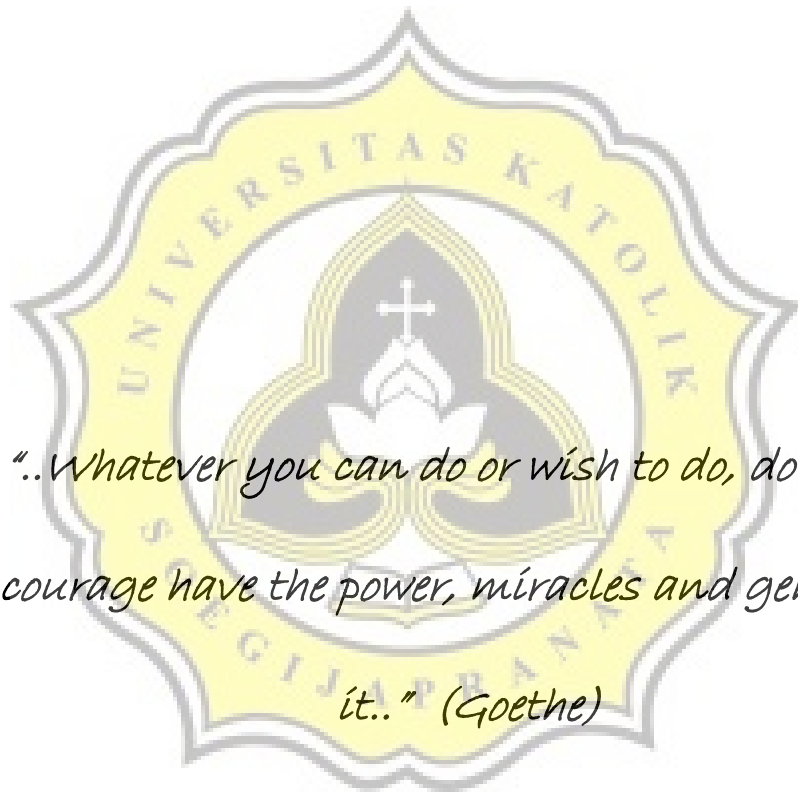 UNIVERSITAS KATOLIK
"..Whatever you can do or wish to do, do
courage have the power, miracles and
it.." (Goethe)
SOEGIJAPRANATA